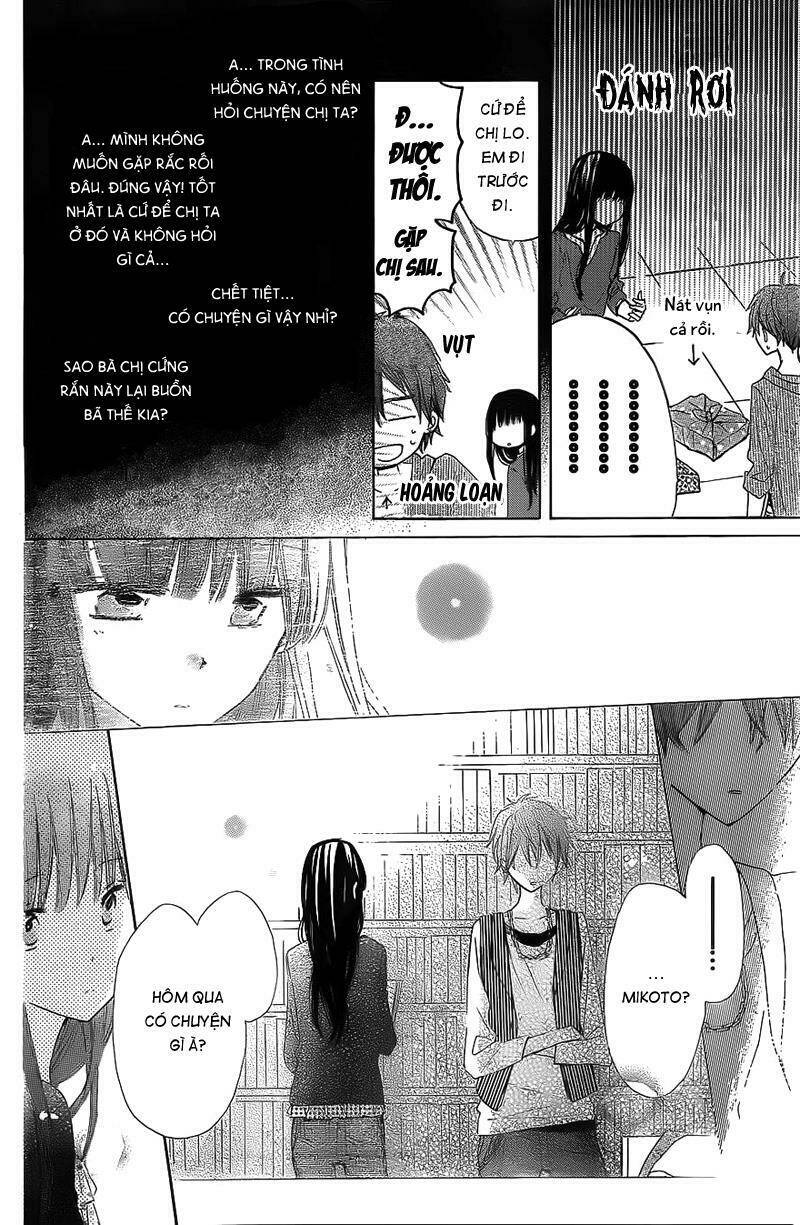 ĐÁNH RƠI
Nát vụn
cả rồi.
CỨ ĐỂ
CHỊ LO.
EM ĐI
TRƯỚC
ĐI.
Đ...
ĐƯỢC
THÔI.
GẶP
CHỊ SAU.
VỤT
HOẢNG LOẠN
A... TRONG TÌNH
HUỐNG NÀY, CÓ NÊN
HỎI CHUYỆN CHỊ TA?
A... MÌNH KHÔNG
MUỐN GẶP RẮC RỐI
ĐÂU. ĐÚNG VẬY! TỐT
NHẤT LÀ CỨ ĐỂ CHỊ TA
Ở ĐÓ VÀ KHÔNG HỎI
GÌ CẢ...
CHẾT TIỆT...
CÓ CHUYỆN GÌ VẬY NHỈ?
SAO BÀ CHỊ CỨNG
RẮN NÀY LẠI BUỒN
BÃ THẾ KIA?
...
MIKOTO?
HÔM QUA
CÓ CHUYỆN
GÌ À?